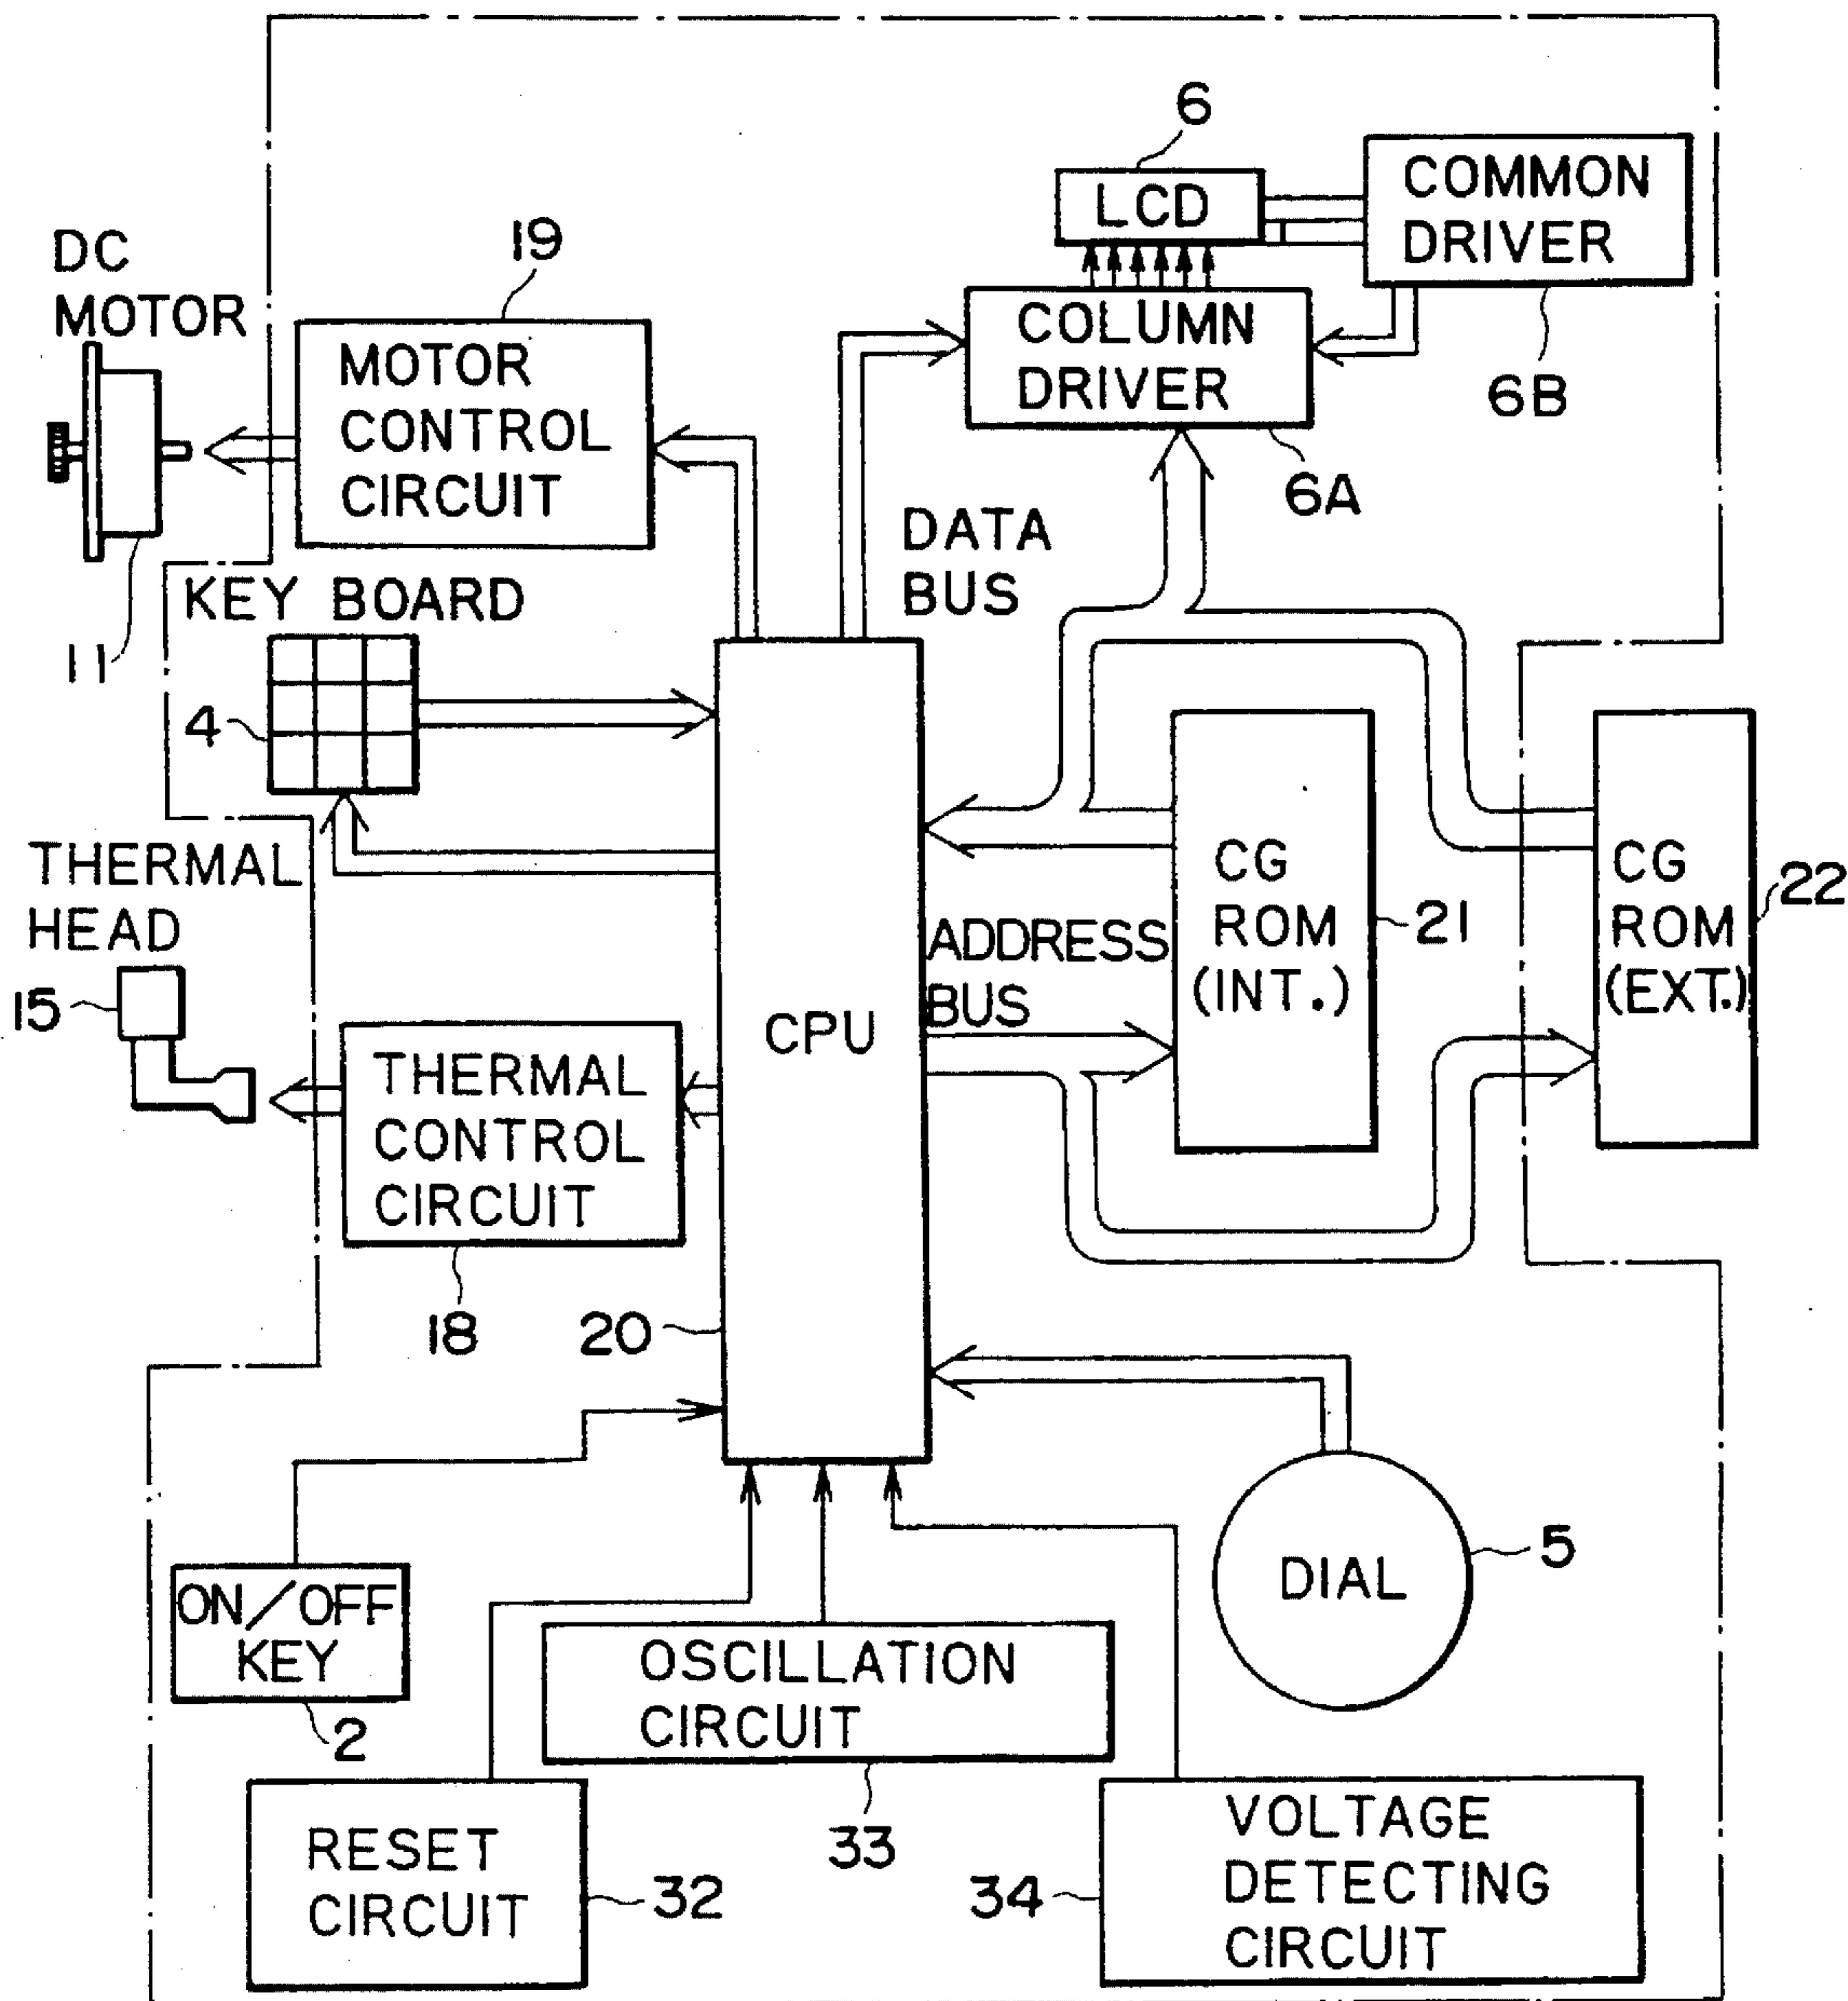 6
LCD
COMMON
DRIVER
6B
COLUMN
DRIVER
6A
DC
MOTOR
11
19
MOTOR
CONTROL
CIRCUIT
DATA
BUS
KEY BOARD
4
THERMAL
HEAD
15
THERMAL
CONTROL
CIRCUIT
18
CPU
20
ADDRESS
BUS
CG
ROM
(INT.)
21
CG
ROM
(EXT.)
22
ON/OFF
KEY
2
DIAL
5
OSCILLATION
CIRCUIT
33
RESET
CIRCUIT
32
34
VOLTAGE
DETECTING
CIRCUIT